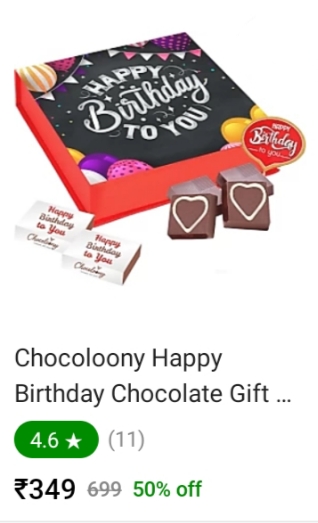 HAPPY
Birthday
TO YOU
HAPPY
Birthday
to you
Happy
Birthday
to You
Chocoloony
Happy
Birthday
to You
Chocoloony
Chocoloony Happy
Birthday Chocolate Gift ...
4.6 ★ (11)
₹349 699 50% off